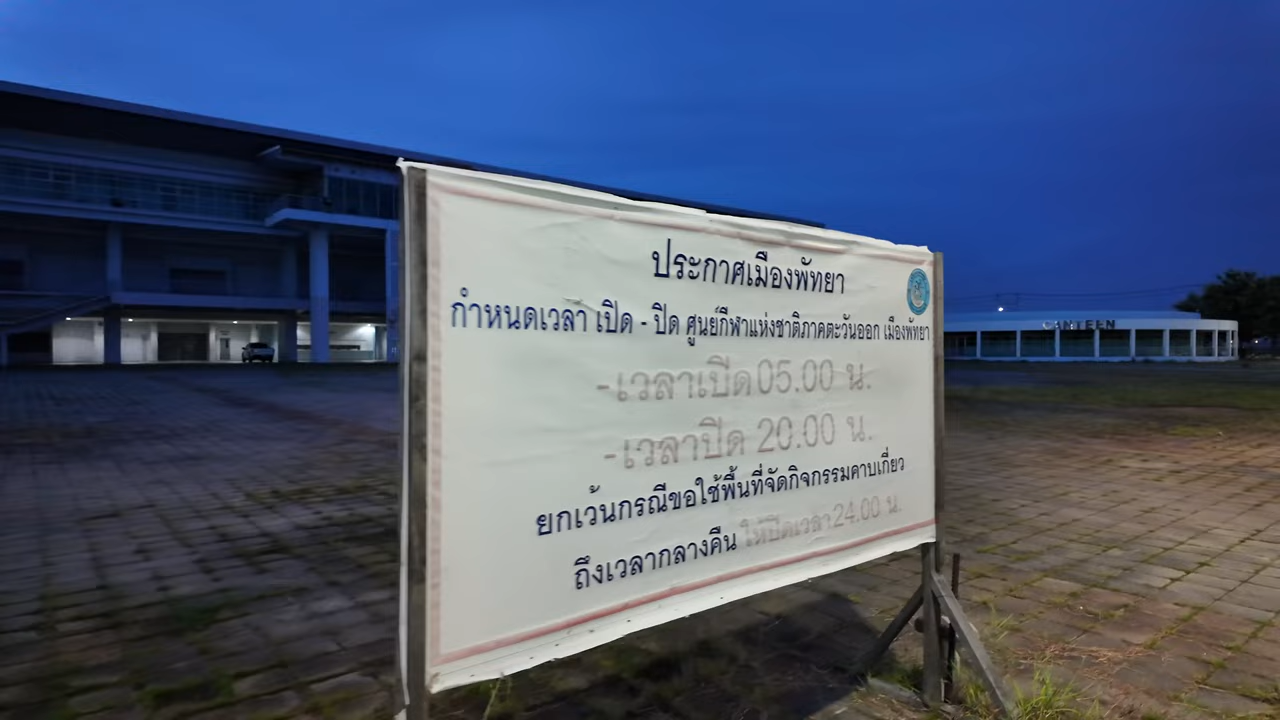 ประกาศเมืองพัทยา
กำหนดเวลา เปิด - ปิด ศูนย์กีฬาแห่งชาติภาคตะวันออก เมืองพัทยา
-เวลาเปิด 05.00 น.
-เวลาปิด 20.00 น.
ยกเว้นกรณีขอใช้พื้นที่จัดกิจกรรมคาบเกี่ยว
ถึงเวลากลางคืน ให้ปิดเวลา 24.00 น.
CANTEEN